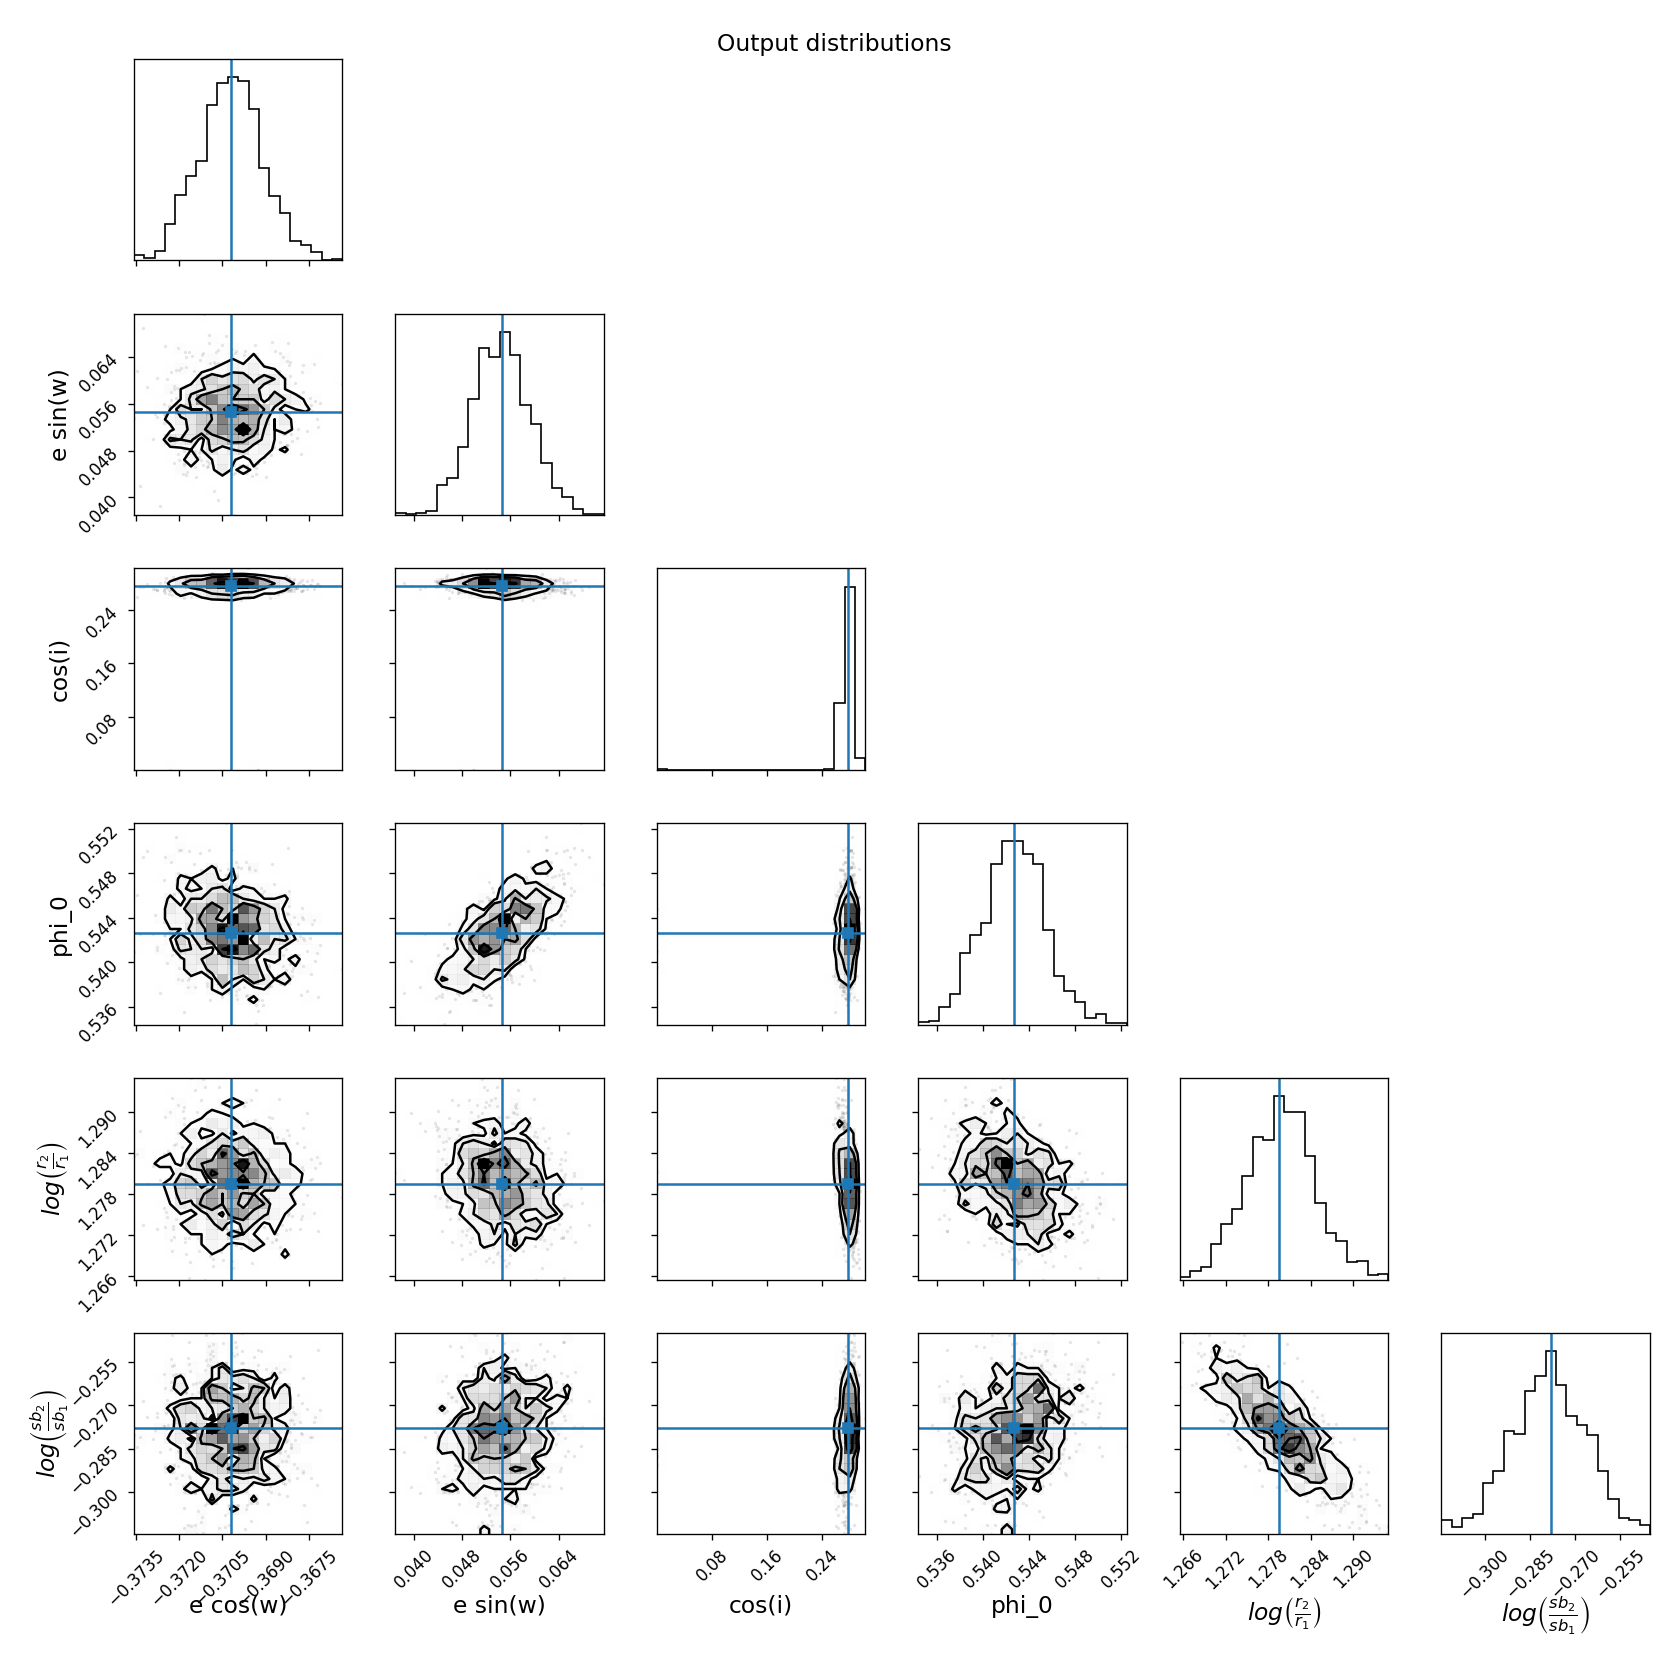 Output distributions
e sin(w)
0.064
0.056
0.048
0.040
cos(i)
0.24
0.16
0.08
phi_0
0.552
0.548
0.544
0.540
0.536
log(r2/r1)
1.290
1.284
1.278
1.272
1.266
log(sb2/sb1)
−0.255
−0.270
−0.285
−0.300
−0.3735 −0.3720 −0.3705 −0.3690 −0.3675 0.040 0.048 0.056 0.064 0.08 0.16 0.24 0.536 0.540 0.544 0.548 0.552 1.266 1.272 1.278 1.284 1.290 −0.300 −0.285 −0.270 −0.255
e cos(w) e sin(w) cos(i) phi_0 log(r2/r1) log(sb2/sb1)